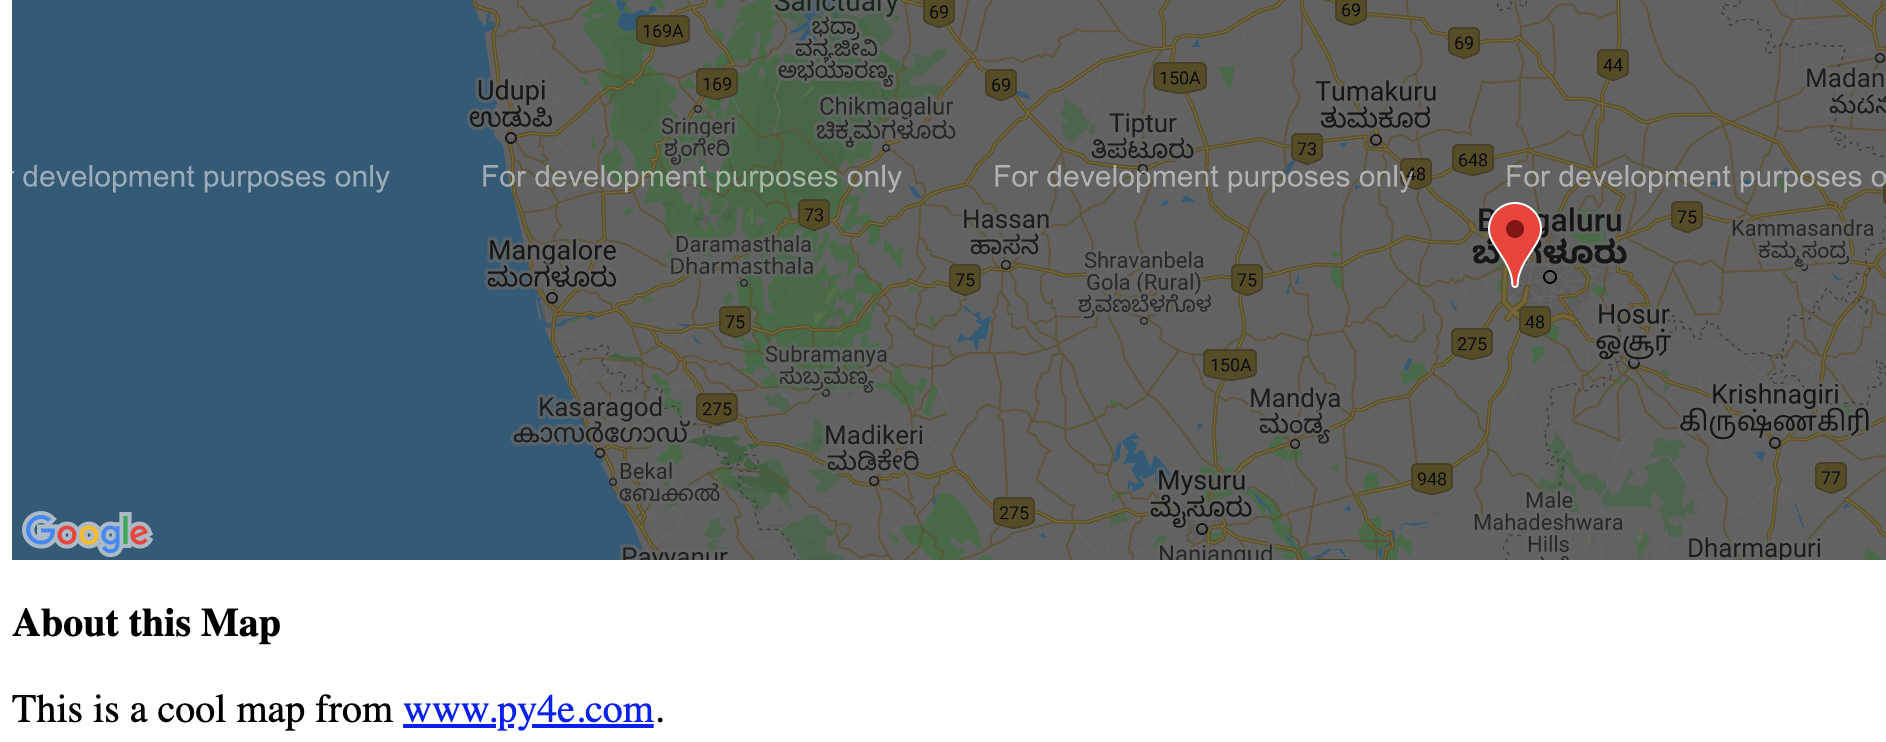 Sanctuary
ಭದ್ರಾ
ವನ್ಯಜೀವಿ
ಅಭಯಾರಣ್ಯ
69
69
169A
69
44
Udupi
ಉಡುಪಿ
169
69
150A
Tumakuru
ತುಮಕೂರ
Chikmagalur
ಚಿಕ್ಕಮಗಳೂರು
Sringeri
ಶೃಂಗೇರಿ
Tiptur
ತಿಪಟೂರು
73
648
48
development purposes only
For development purposes only
For development purposes only
For development purposes
73
Hassan
ಹಾಸನ
75
Kammasandra
ಕಮ್ಮಸಂದ್ರ
Mangalore
ಮಂಗಳೂರು
Daramasthala
Dharmasthala
75
Shravanbela
Gola (Rural)
ಶ್ರವಣಬೆಳಗೊಳ
75
75
48
275
Hosur
ஓசூர்
Subramanya
ಸುಬ್ರಮಣ್ಯ
150A
Mandya
ಮಂಡ್ಯ
Krishnagiri
கிருஷ்ணகிரி
Kasaragod
കാസർഗോഡ്
275
Madikeri
ಮಡಿಕೇರಿ
Bekal
ബേക്കൽ
Mysuru
ಮೈಸೂರು
948
77
275
Male
Mahadeshwara
Hills
Google
Payyanur
Nanjangud
Dharmapuri
About this Map
This is a cool map from www.py4e.com.